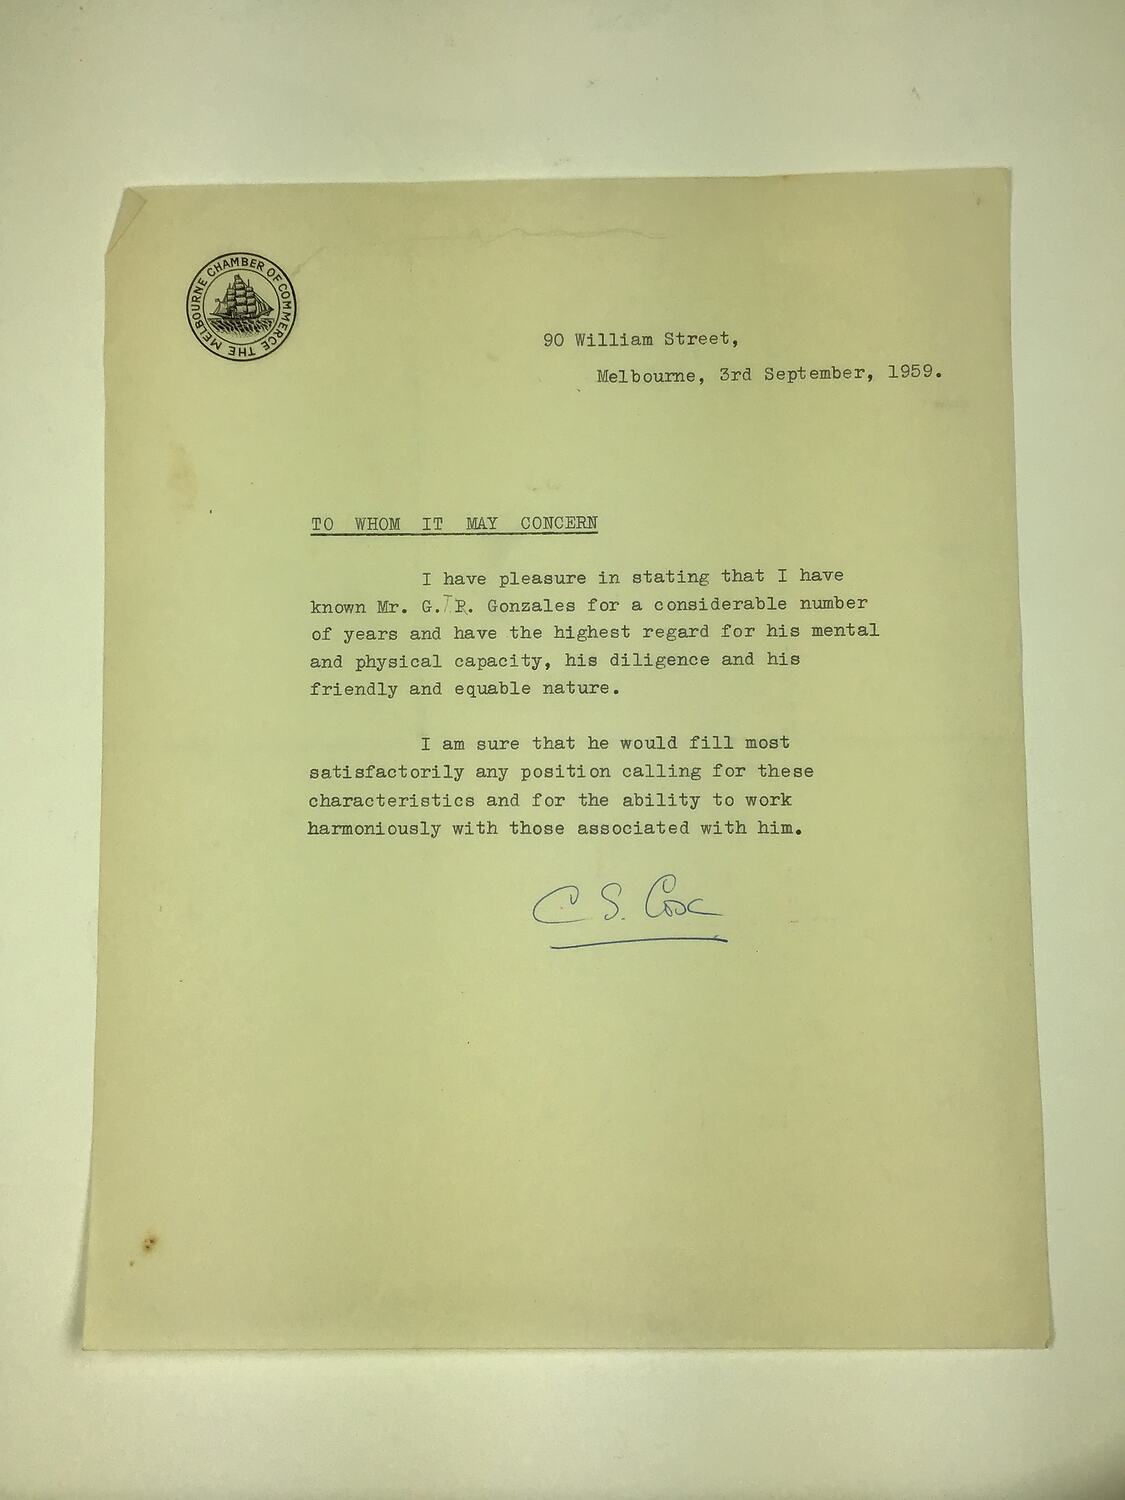 THE MELBOURNE CHAMBER OF COMMERCE
90 William Street,
Melbourne, 3rd September, 1959.
TO WHOM IT MAY CONCERN
I have pleasure in stating that I have
known Mr. G. Gonzales for a considerable number
of years and have the highest regard for his mental
and physical capacity, his diligence and his
friendly and equable nature.
I am sure that he would fill most
satisfactorily any position calling for these
characteristics and for the ability to work
harmoniously with those associated with him.
C S. Cox